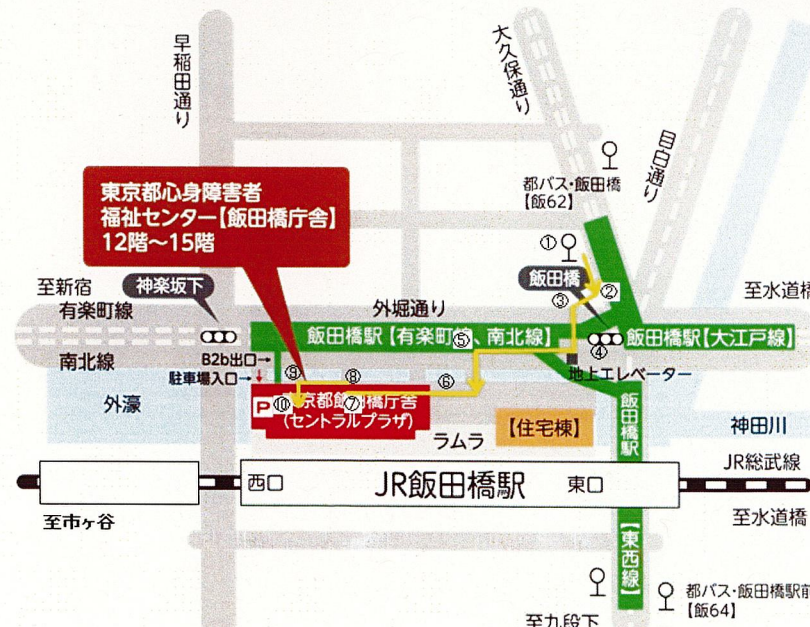 早稲田通り
大久保通り
目白通り
都バス・飯田橋
【飯62】
東京都心身障害者
福祉センター【飯田橋庁舎】
12階～15階
①
②
飯田橋
③
至新宿
有楽町線
神楽坂下
外堀通り
至水道橋
飯田橋駅【有楽町
⑤
、南北線】
④
飯田橋駅【大江戸線】
南北線
B2b出口→
駐車場入口→
地上エレベーター
⑨
⑧
⑥
外濠
P
⑩
⑦
京都飯
橋庁舎
(セントラルプラザ)
ラムラ
【住宅棟】
飯田橋駅
神田川
JR総武線
西口
JR飯田橋駅
東口
至市ヶ谷
至水道橋
【東西線】
都バス・飯田橋駅前
【飯64】
至九段下